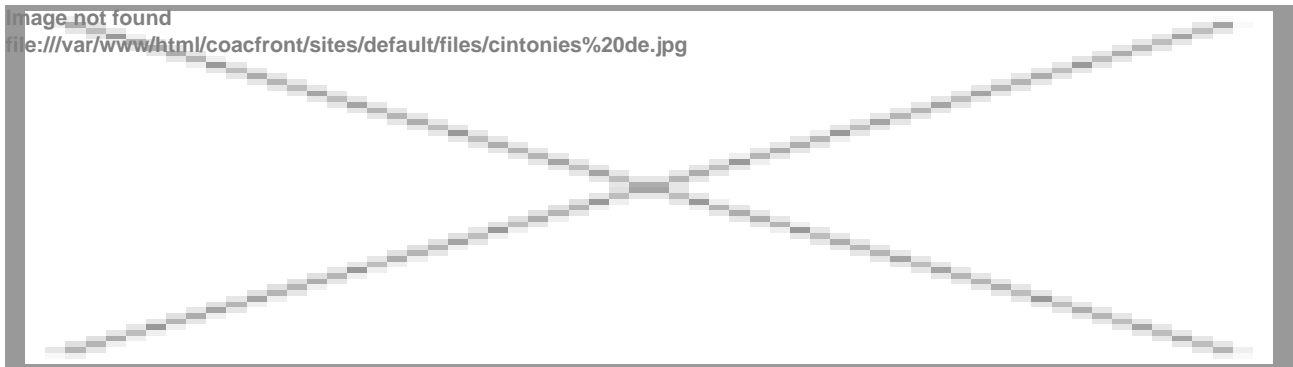 Image not found
file:///var/www/html/coacfront/sites/default/files/cintonies%20de.jpg